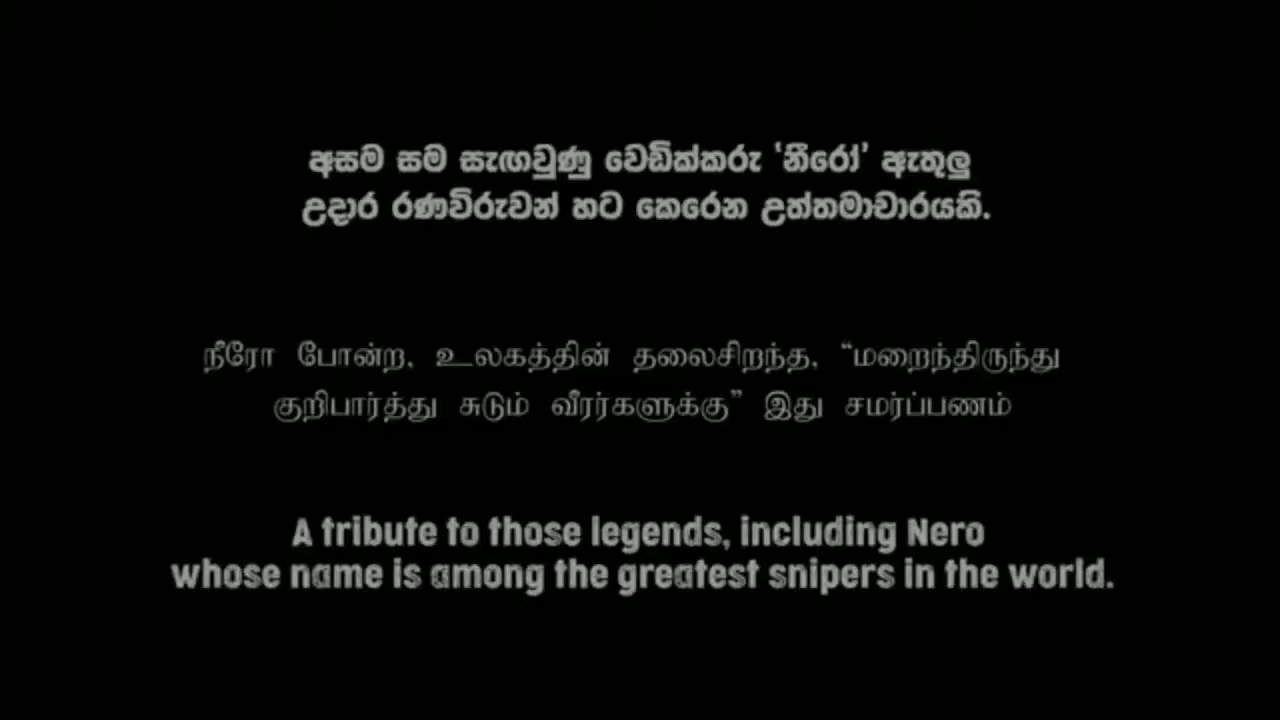 අසම සම සැඟවුණු වෙඩික්කරු ‘නීරෝ’ ඇතුලු
උදාර රණවිරුවන් හට කෙරෙන උත්තමාචාරයකි.
நீரோ போன்ற, உலகத்தின் தலைசிறந்த, “மறைந்திருந்து
குறிபார்த்து சுடும் வீரர்களுக்கு” இது சமர்ப்பணம்
A tribute to those legends, including Nero
whose name is among the greatest snipers in the world.